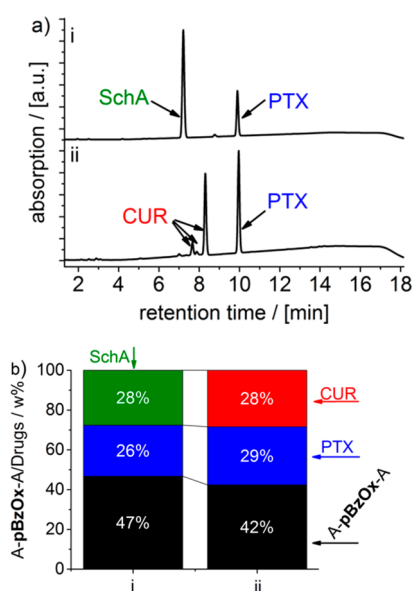 a)
i
SchA
PTX
ii
CUR
PTX
absorption / [a.u.]
2 4 6 8 10 12 14 16 18
retention time / [min]
b)
SchA
A-pBzOx-A/Drugs / w%
100
80
60
40
20
0
28% 28%
26% 29%
47% 42%
CUR
PTX
A-pBzOx-A
i ii